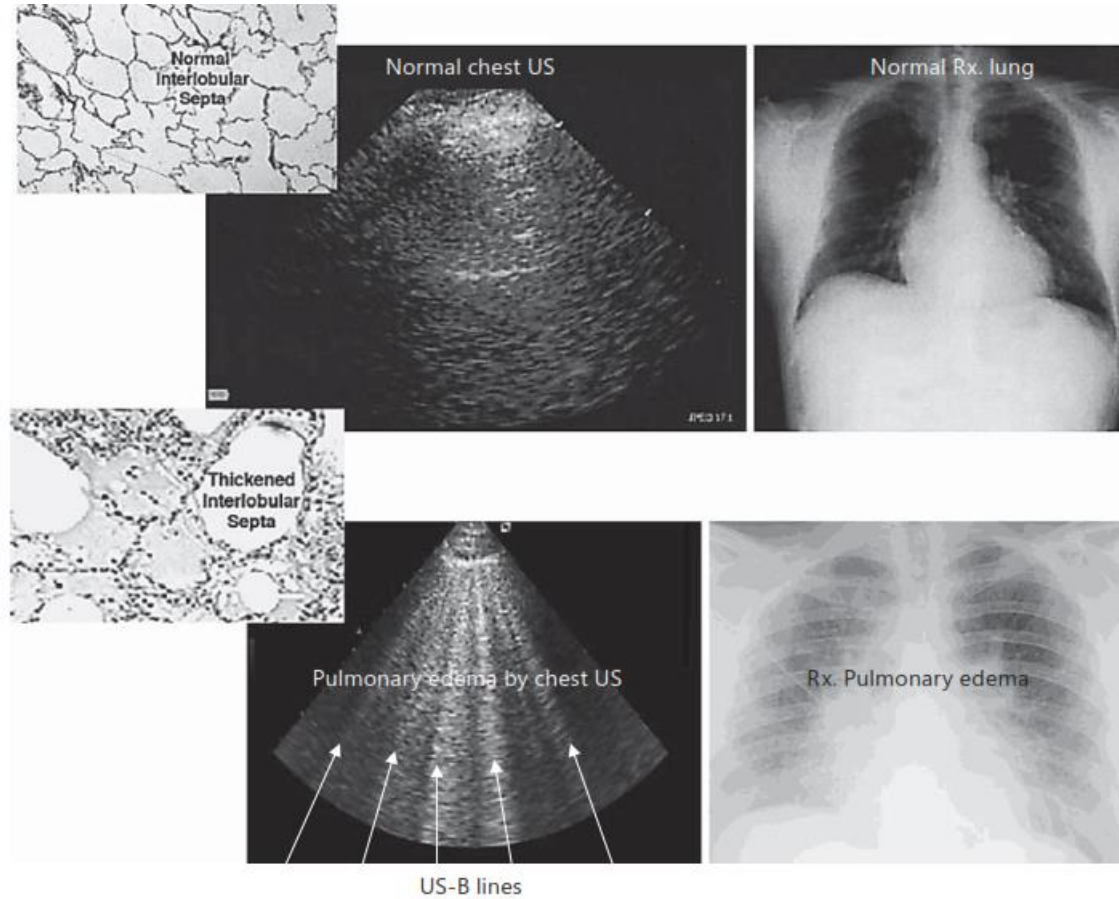 Normal
Interlobular
Septa
Normal chest US
Normal Rx. lung
Thickened
Interlobular
Septa
Pulmonary edema by chest US
Rx. Pulmonary edema
US-B lines